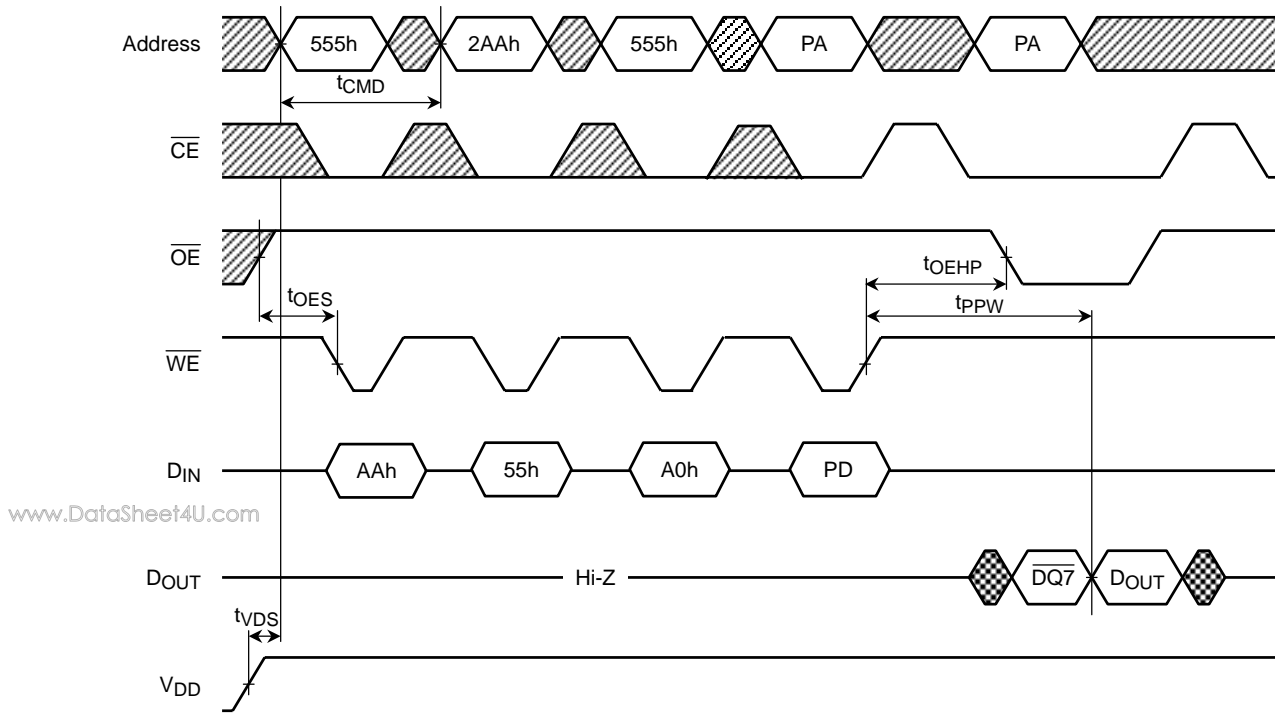 Address 555h 2AAh 555h PA PA
tCMD
CE
OE
tOEHP
tOES
tPPW
WE
DIN AAh 55h A0h PD
www.DataSheet4U.com
DOUT Hi-Z DQ7 DOUT
tVDS
VDD